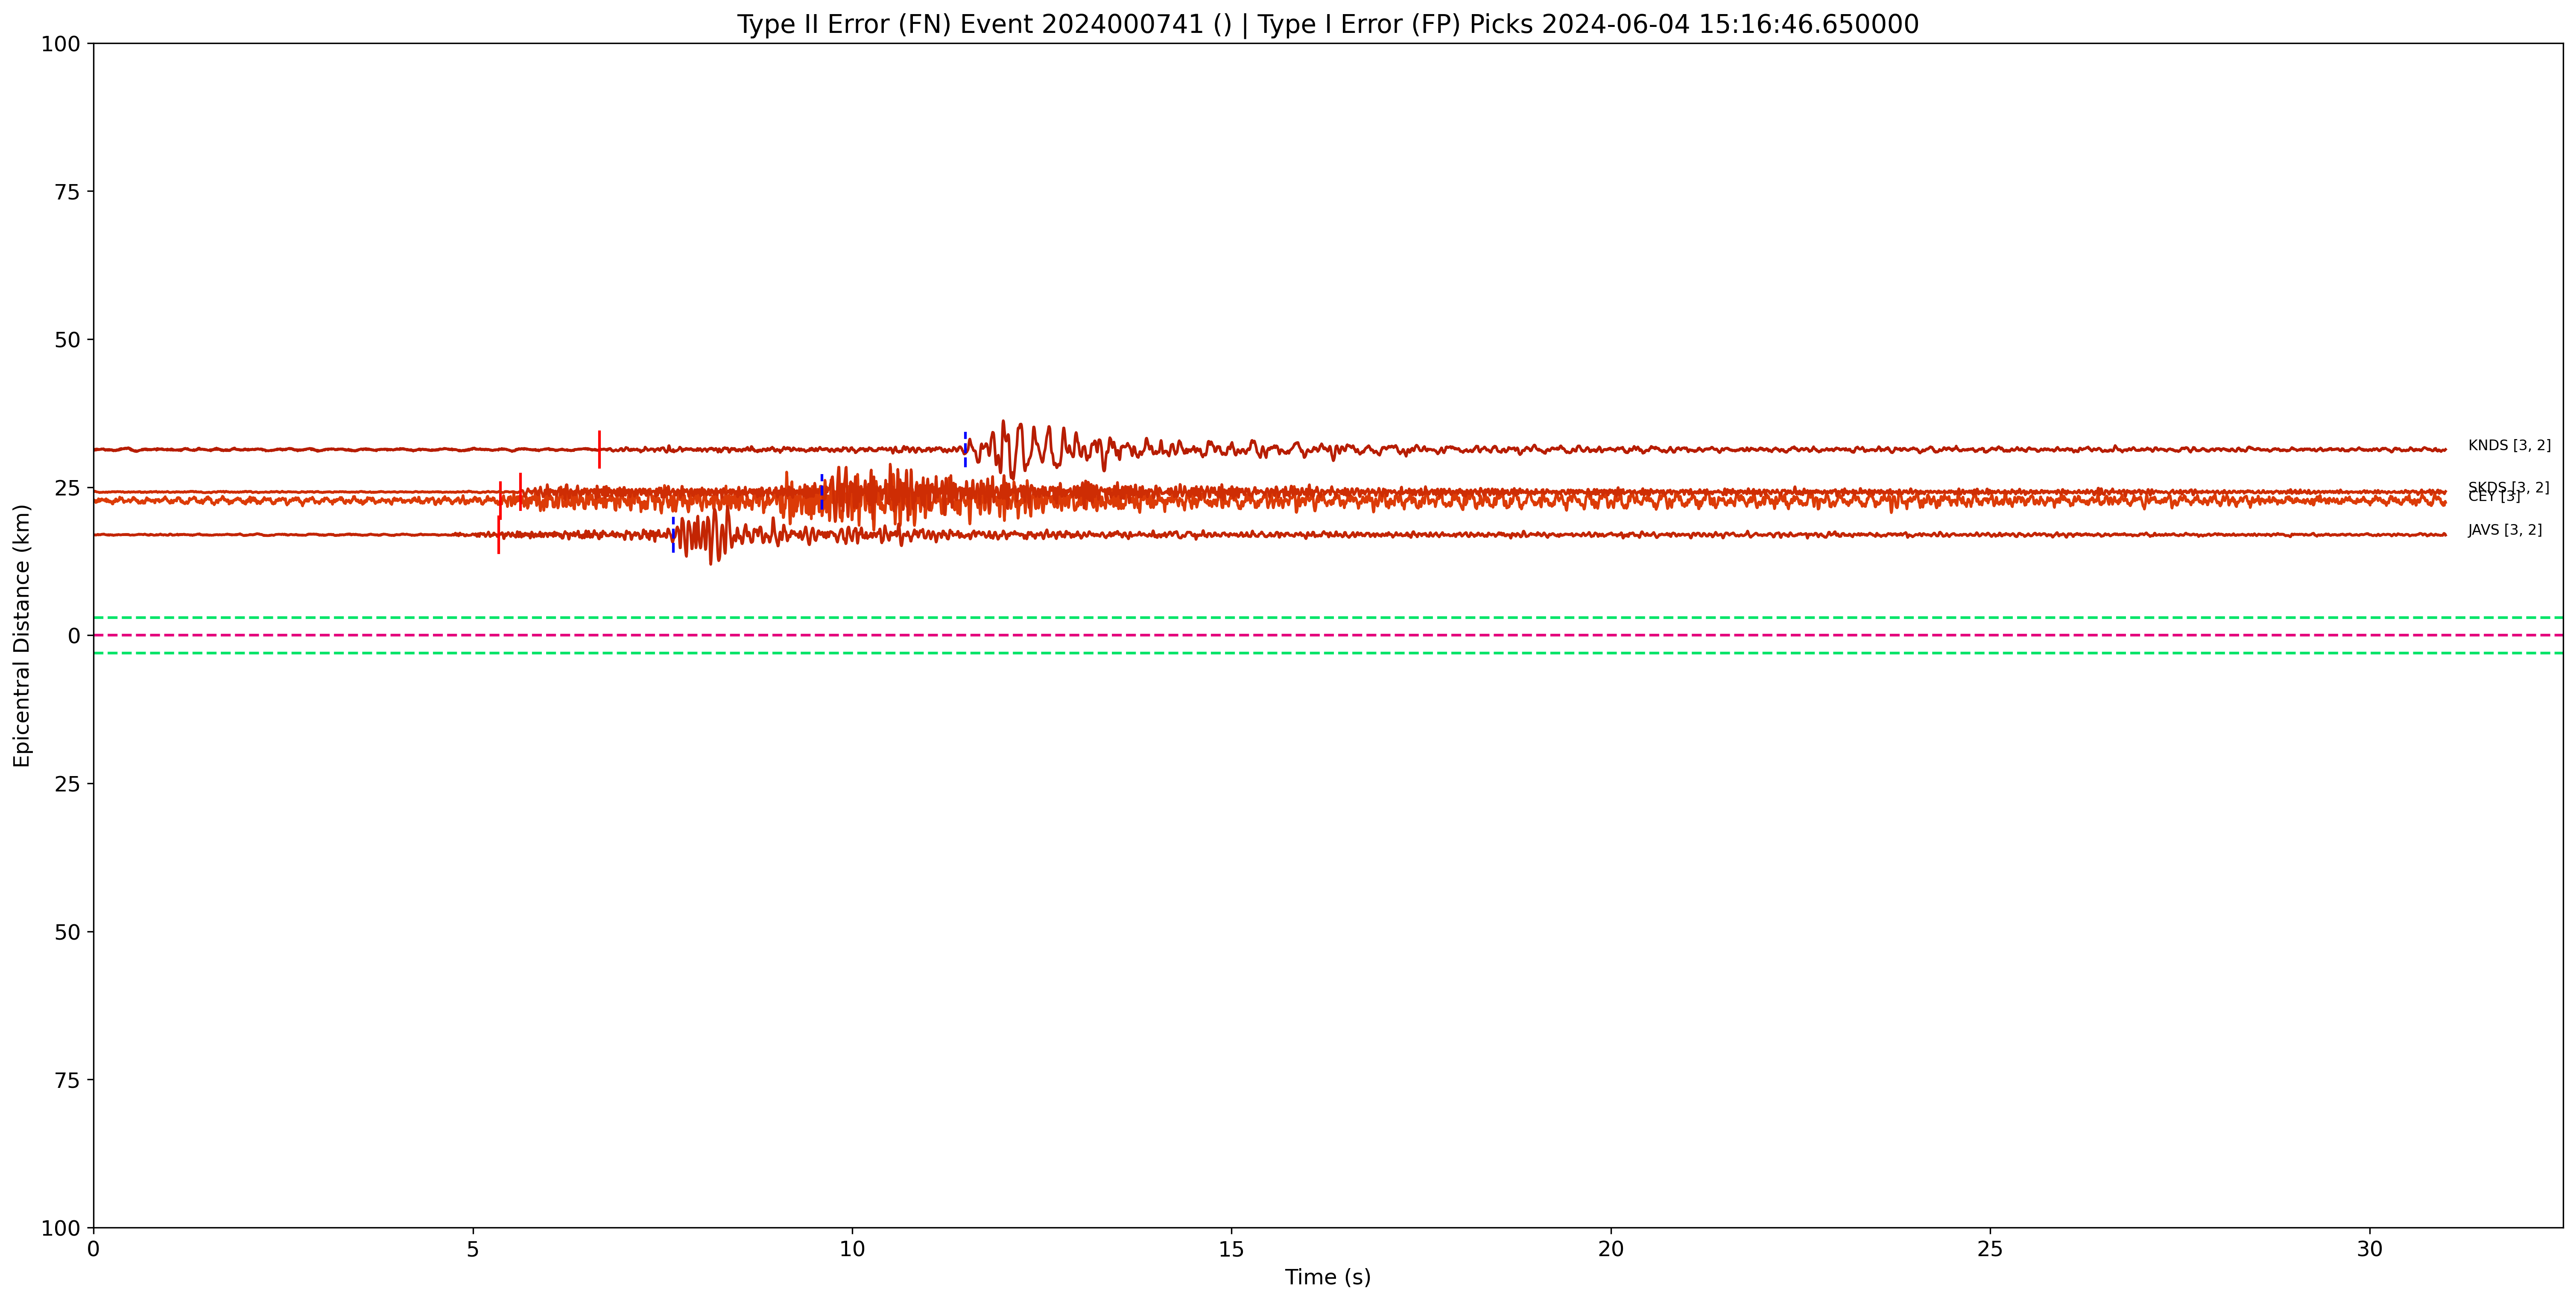 Type II Error (FN) Event 2024000741 () | Type I Error (FP) Picks 2024-06-04 15:16:46.650000
100
75
50
25
0
25
50
75
100
Epicentral Distance (km)
KNDS [3, 2]
SKDS [3, 2]
CEY [3]
JAVS [3, 2]
0
5
10
15
20
25
30
Time (s)